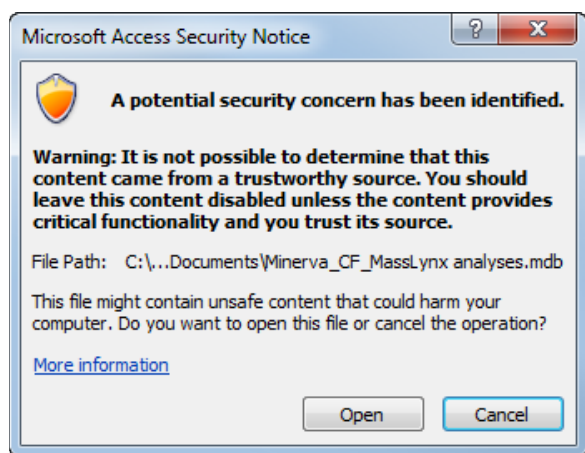 Microsoft Access Security Notice
?
X
A potential security concern has been identified.
Warning: It is not possible to determine that this
content came from a trustworthy source. You should
leave this content disabled unless the content provides
critical functionality and you trust its source.
File Path: C:\...Documents\Minerva_CF_MassLynx analyses.mdb
This file might contain unsafe content that could harm your
computer. Do you want to open this file or cancel the operation?
More information
Open
Cancel